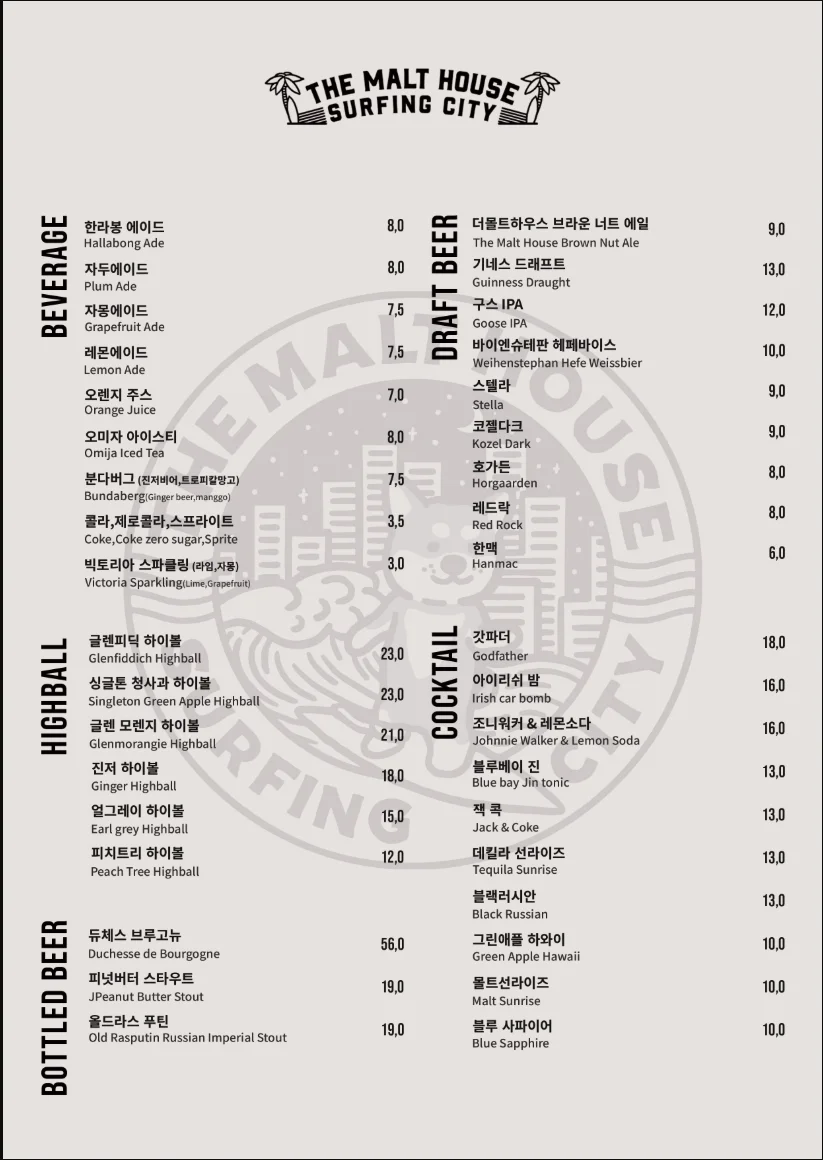 THE MALT HOUSE
SURFING CITY
BEVERAGE
한라봉 에이드 8,0
Hallabong Ade
자두에이드 8,0
Plum Ade
자몽에이드 7,5
Grapefruit Ade
레몬에이드 7,5
Lemon Ade
오렌지 주스 7,0
Orange Juice
오미자 아이스티 8,0
Omija Iced Tea
분다버그 (진저비어,트로피칼망고) 7,5
Bundaberg(Ginger beer,manggo)
콜라,제로콜라,스프라이트 3,5
Coke,Coke zero sugar,Sprite
빅토리아 스파클링 (라임,자몽) 3,0
Victoria Sparkling(Lime,Grapefruit)
HIGHBALL
글렌피딕 하이볼 23,0
Glenfiddich Highball
싱글톤 청사과 하이볼 23,0
Singleton Green Apple Highball
글렌 모렌지 하이볼 21,0
Glenmorangie Highball
진저 하이볼 18,0
Ginger Highball
얼그레이 하이볼 15,0
Earl grey Highball
피치트리 하이볼 12,0
Peach Tree Highball
BOTTLED BEER
듀체스 브루고뉴 56,0
Duchesse de Bourgogne
피넛버터 스타우트 19,0
JPeanut Butter Stout
올드라스 푸틴 19,0
Old Rasputin Russian Imperial Stout
DRAFT BEER
더몰트하우스 브라운 너트 에일 9,0
The Malt House Brown Nut Ale
기네스 드래프트 13,0
Guinness Draught
구스 IPA 12,0
Goose IPA
바이엔슈테판 헤페바이스 10,0
Weihenstephan Hefe Weissbier
스텔라 9,0
Stella
코젤다크 9,0
Kozel Dark
호가든 8,0
Horgaarden
레드락 8,0
Red Rock
한맥 6,0
Hanmac
COCKTAIL
갓파더 18,0
Godfather
아이리쉬 밤 16,0
Irish car bomb
조니워커 & 레몬소다 16,0
Johnnie Walker & Lemon Soda
블루베이 진 13,0
Blue bay Jin tonic
잭 콕 13,0
Jack & Coke
데킬라 선라이즈 13,0
Tequila Sunrise
블랙러시안 13,0
Black Russian
그린애플 하와이 10,0
Green Apple Hawaii
몰트선라이즈 10,0
Malt Sunrise
블루 사파이어 10,0
Blue Sapphire
THE MALT HOUSE
SURFING CITY